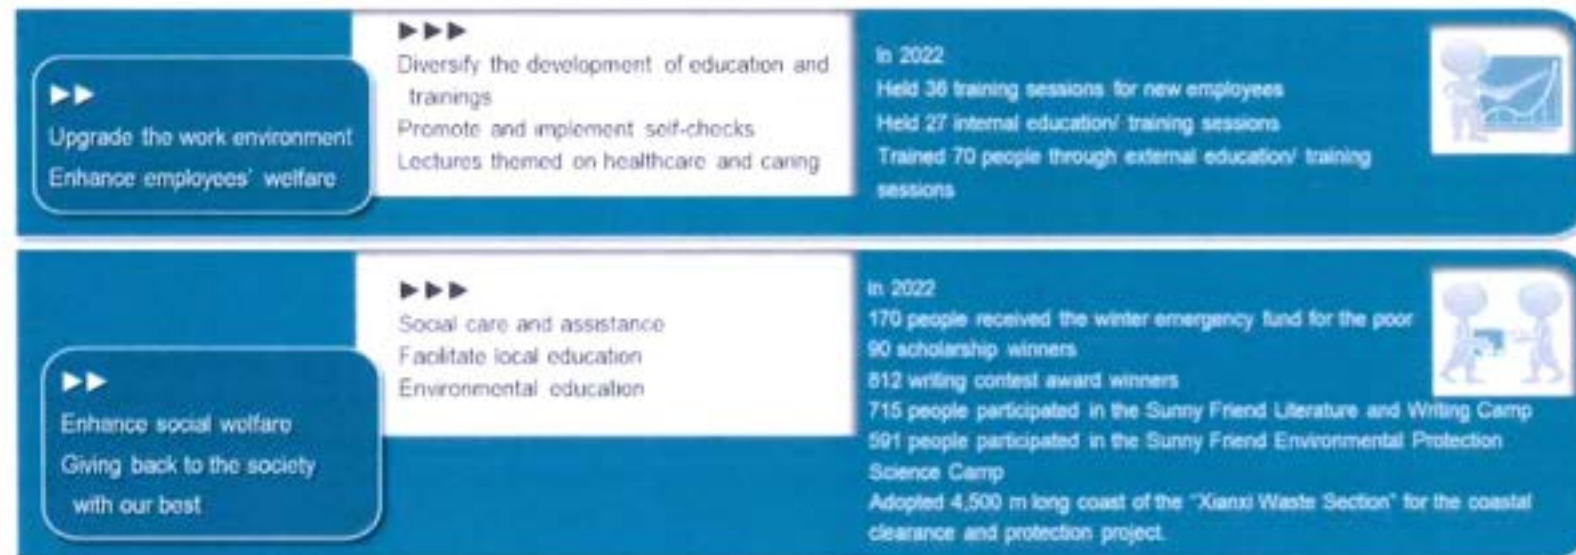 ▶▶
Upgrade the work environment
Enhance employees' welfare
▶▶▶
Diversify the development of education and
trainings
Promote and implement self-checks
Lectures themed on healthcare and caring
In 2022
Held 36 training sessions for new employees
Held 27 internal education/ training sessions
Trained 70 people through external education/ training
sessions
▶▶
Enhance social welfare
Giving back to the society
with our best
▶▶▶
Social care and assistance
Facilitate local education
Environmental education
In 2022
170 people received the winter emergency fund for the poor
90 scholarship winners
812 writing contest award winners
715 people participated in the Sunny Friend Literature and Writing Camp
591 people participated in the Sunny Friend Environmental Protection
Science Camp
Adopted 4,500 m long coast of the "Xianxi Waste Section" for the coastal
clearance and protection project.